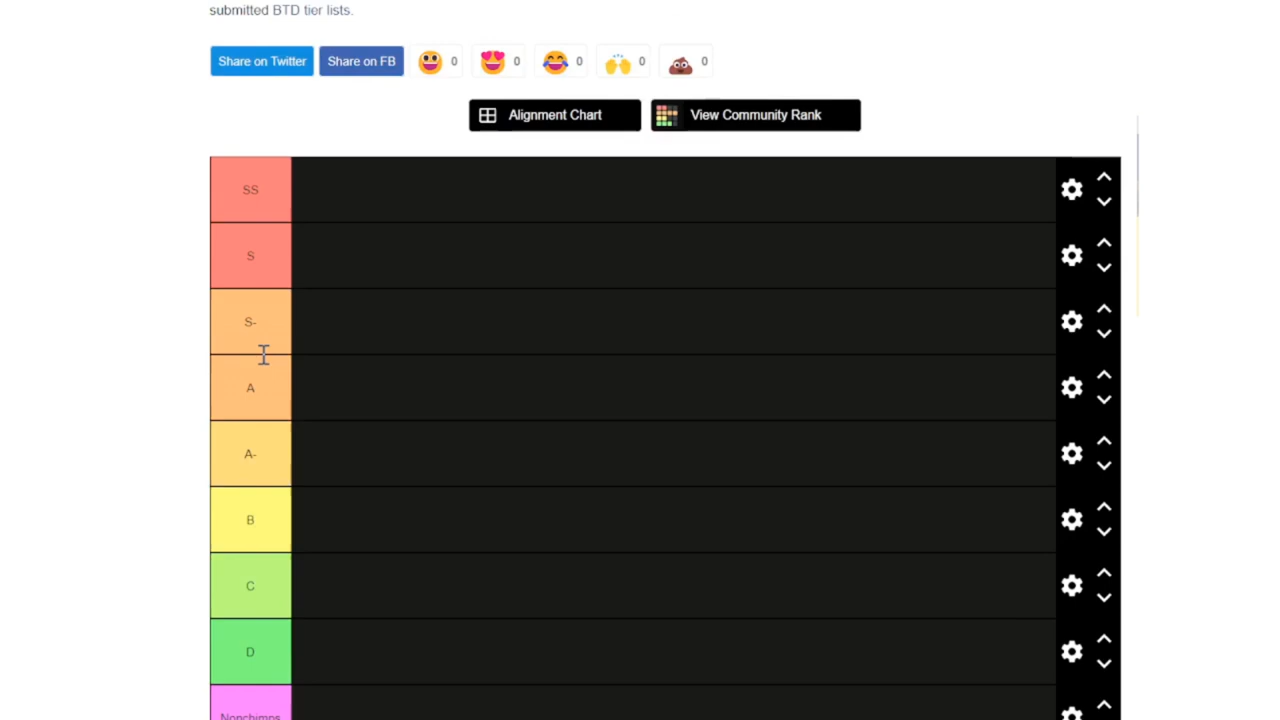 submitted BTD tier lists.
Share on Twitter Share on FB 0 0 0 0 0
Alignment Chart View Community Rank
SS
S
S-
A
A-
B
C
D
Nonchimps